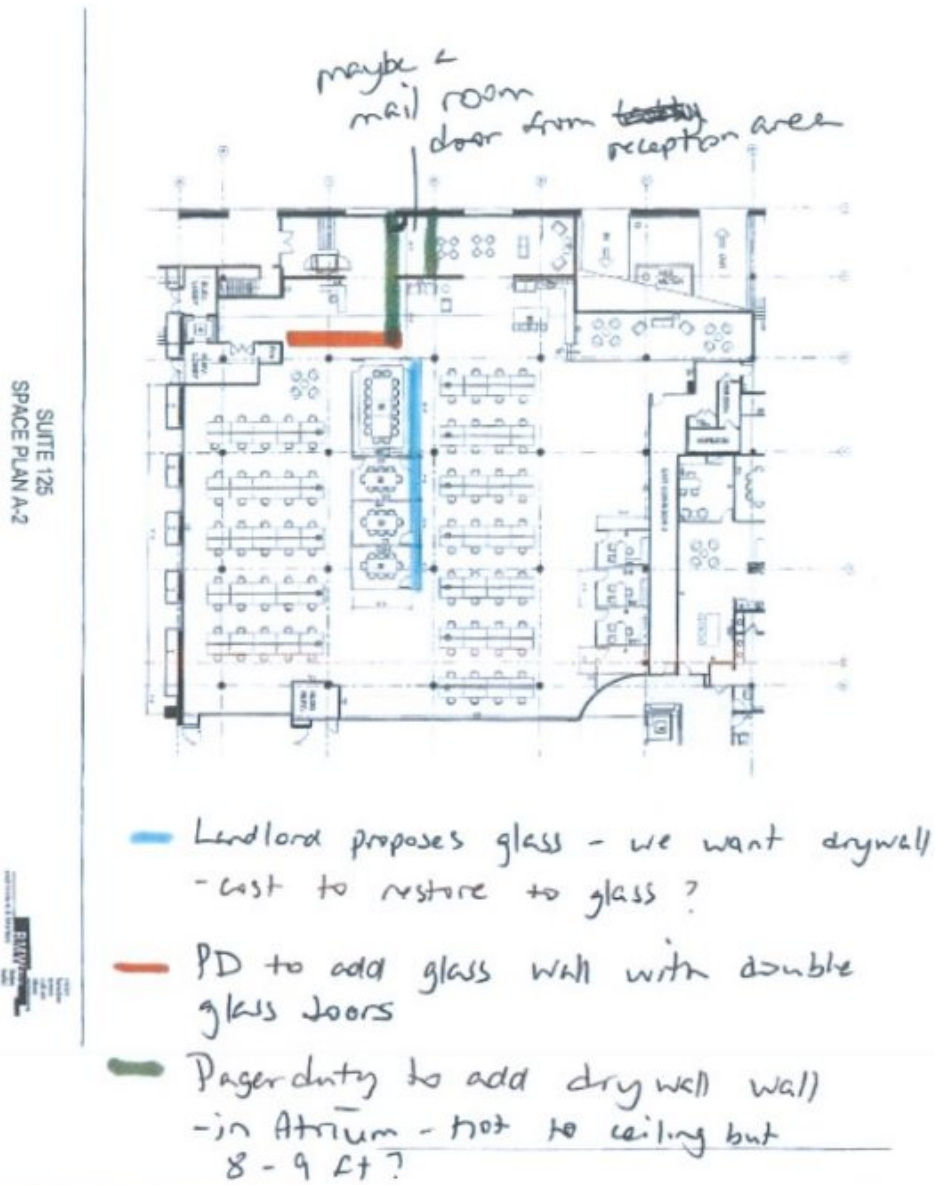 maybe a
mail room
door from reception area
SUITE 125
SPACE PLAN A-2
Landlord proposes glass - we want drywall
- cost to restore to glass ?
PD to add glass wall with double
glass doors
Pagerduty to add drywall wall
- in Atrium - not to ceiling but
8 - 9 ft ?